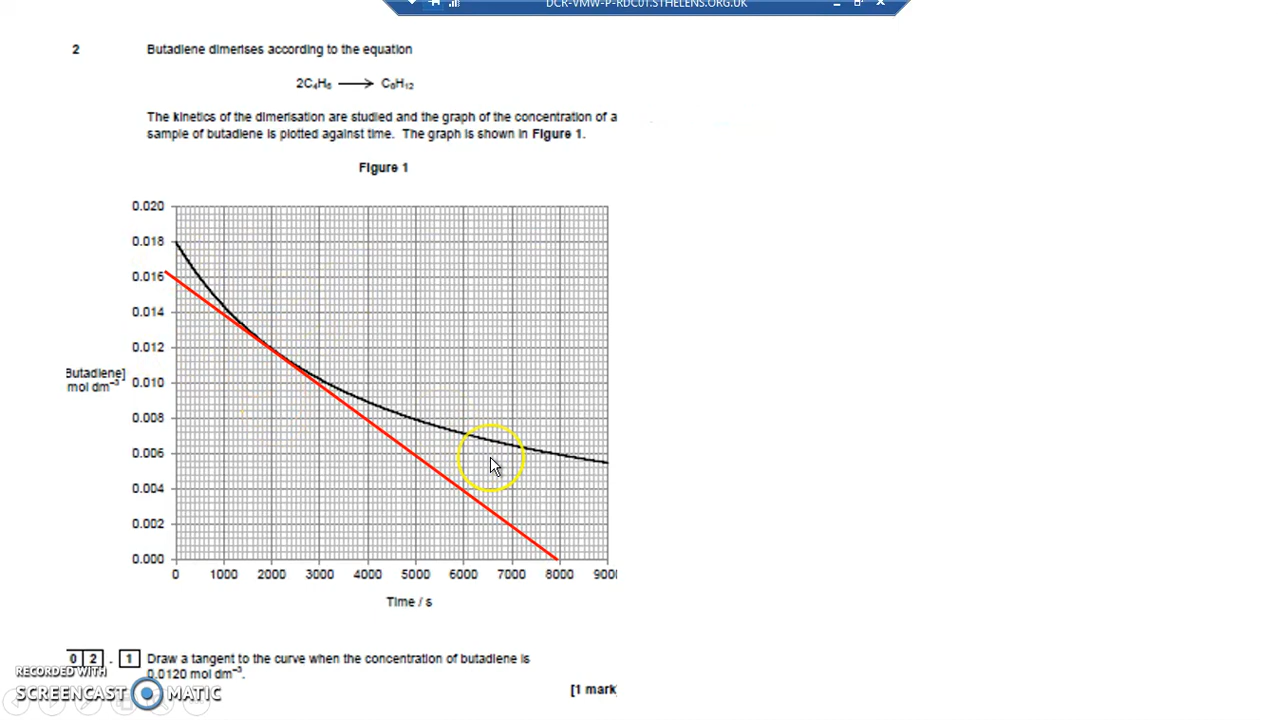 DCR-VMW-P-RDC01.STHELENS.ORG.UK
2 Butadiene dimerises according to the equation
2C₄H₆ ⟶ C₈H₁₂
The kinetics of the dimerisation are studied and the graph of the concentration of a
sample of butadiene is plotted against time. The graph is shown in Figure 1.
Figure 1
0.020
0.018
0.016
0.014
0.012
Butadiene]
mol dm⁻³
0.010
0.008
0.006
0.004
0.002
0.000
0 1000 2000 3000 4000 5000 6000 7000 8000 900
Time / s
0 2 . 1 Draw a tangent to the curve when the concentration of butadiene is
0.0120 mol dm⁻³.
[1 mark
RECORDED WITH
SCREENCAST MATIC